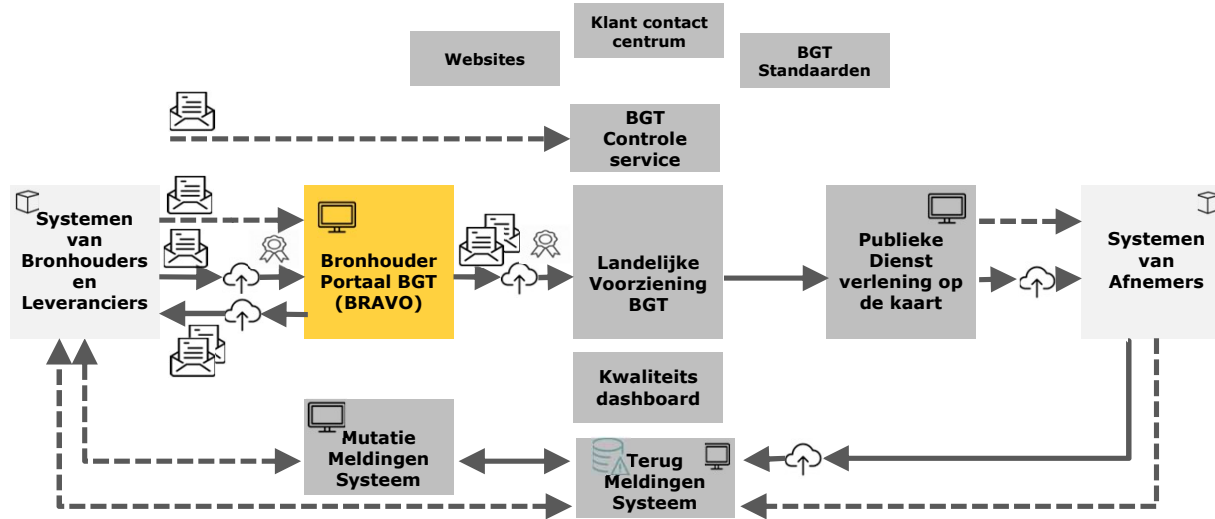 Klant contact
centrum
Websites
BGT
Standaarden
BGT
Controle
service
Systemen
van
Bronhouders
en
Leveranciers
Bronhouder
Portaal BGT
(BRAVO)
Landelijke
Voorziening
BGT
Publieke
Dienst
verlening op
de kaart
Systemen
van
Afnemers
Kwaliteits
dashboard
Mutatie
Meldingen
Systeem
Terug
Meldingen
Systeem